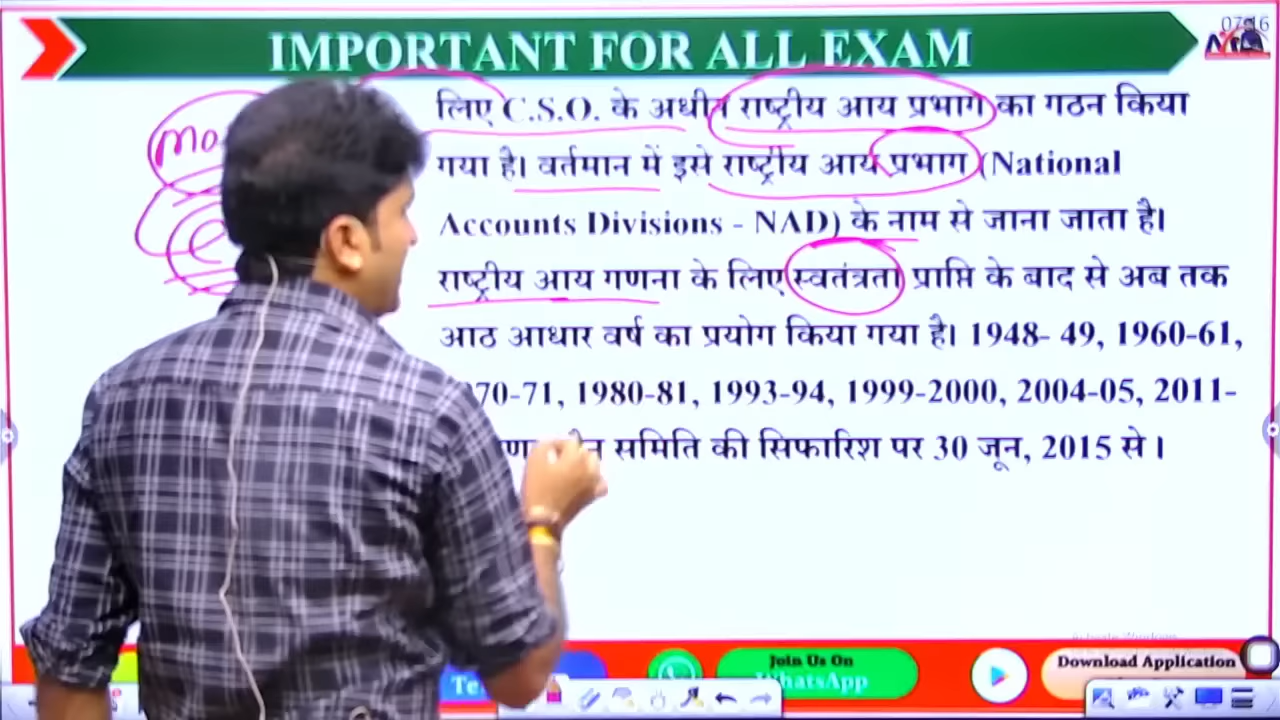 07:16
IMPORTANT FOR ALL EXAM
लिए C.S.O. के अधीन राष्ट्रीय आय प्रभाग का गठन किया
गया है। वर्तमान में इसे राष्ट्रीय आय प्रभाग (National
Accounts Divisions - NAD) के नाम से जाना जाता है।
राष्ट्रीय आय गणना के लिए स्वतंत्रता प्राप्ति के बाद से अब तक
आठ आधार वर्ष का प्रयोग किया गया है। 1948- 49, 1960-61,
70-71, 1980-81, 1993-94, 1999-2000, 2004-05, 2011-
समिति की सिफारिश पर 30 जून, 2015 से ।
Join Us On
WhatsApp
Download Application